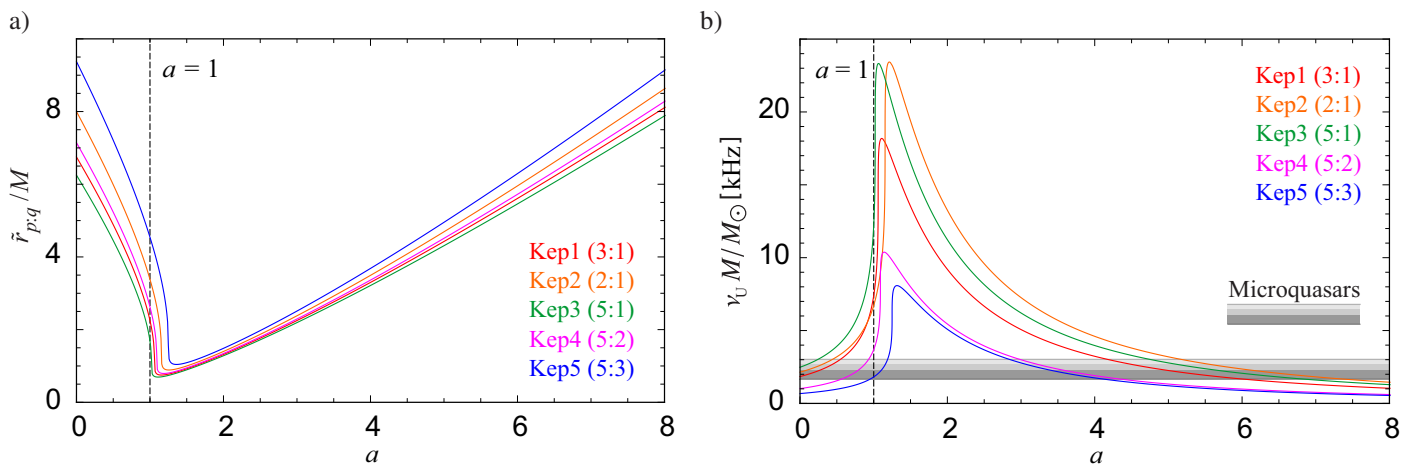 a)
r̃ₚ:q /M
8
4
0
a = 1
Kep1 (3:1)
Kep2 (2:1)
Kep3 (5:1)
Kep4 (5:2)
Kep5 (5:3)
0 2 4 6 8
a
b)
ν_U M/M_⊙ [kHz]
20
10
0
a = 1
Kep1 (3:1)
Kep2 (2:1)
Kep3 (5:1)
Kep4 (5:2)
Kep5 (5:3)
Microquasars
0 2 4 6 8
a